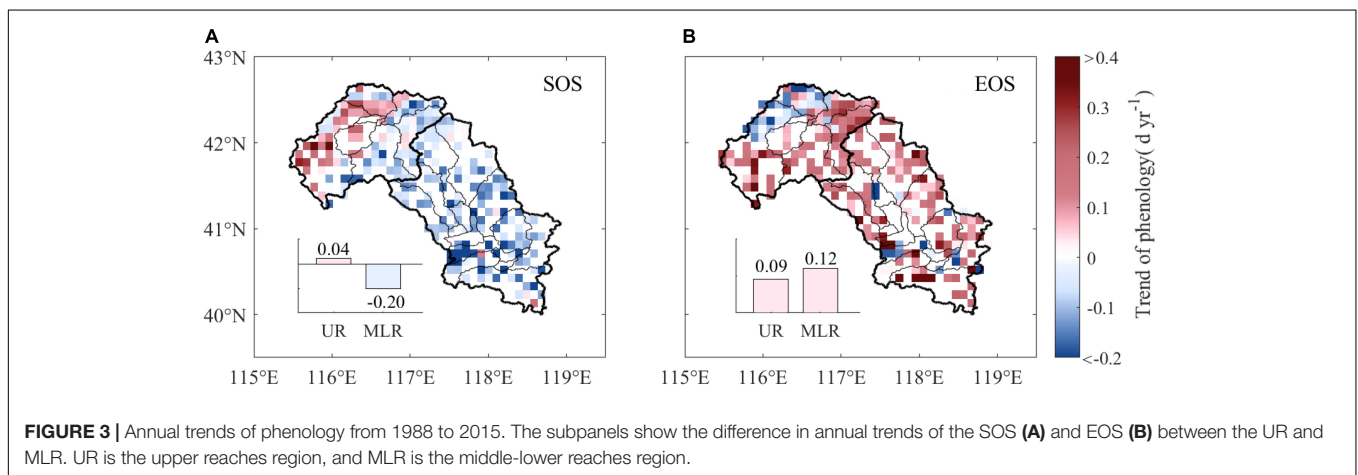 A
B
43°N
42°N
41°N
40°N
SOS
EOS
0.04
-0.20
UR MLR
0.09
0.12
UR MLR
115°E 116°E 117°E 118°E 119°E
115°E 116°E 117°E 118°E 119°E
>0.4
0.3
0.2
0.1
0
-0.1
<-0.2
Trend of phenology( d yr⁻¹)
FIGURE 3 | Annual trends of phenology from 1988 to 2015. The subpanels show the difference in annual trends of the SOS (A) and EOS (B) between the UR and
MLR. UR is the upper reaches region, and MLR is the middle-lower reaches region.